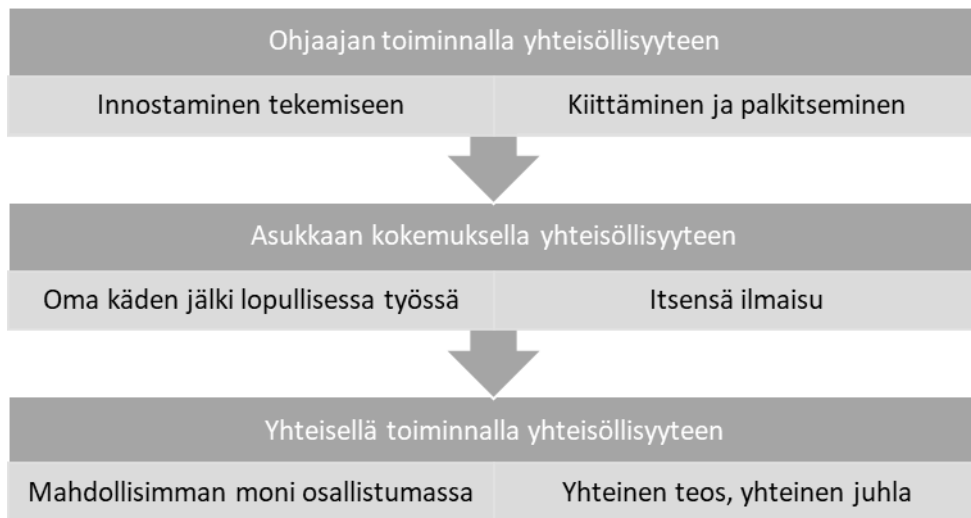 Ohjaajan toiminnalla yhteisöllisyyteen
Innostaminen tekemiseen
Kiittäminen ja palkitseminen
Asukkaan kokemuksella yhteisöllisyyteen
Oma käden jälki lopullisessa työssä
Itsensä ilmaisu
Yhteisellä toiminnalla yhteisöllisyyteen
Mahdollisimman moni osallistumassa
Yhteinen teos, yhteinen juhla